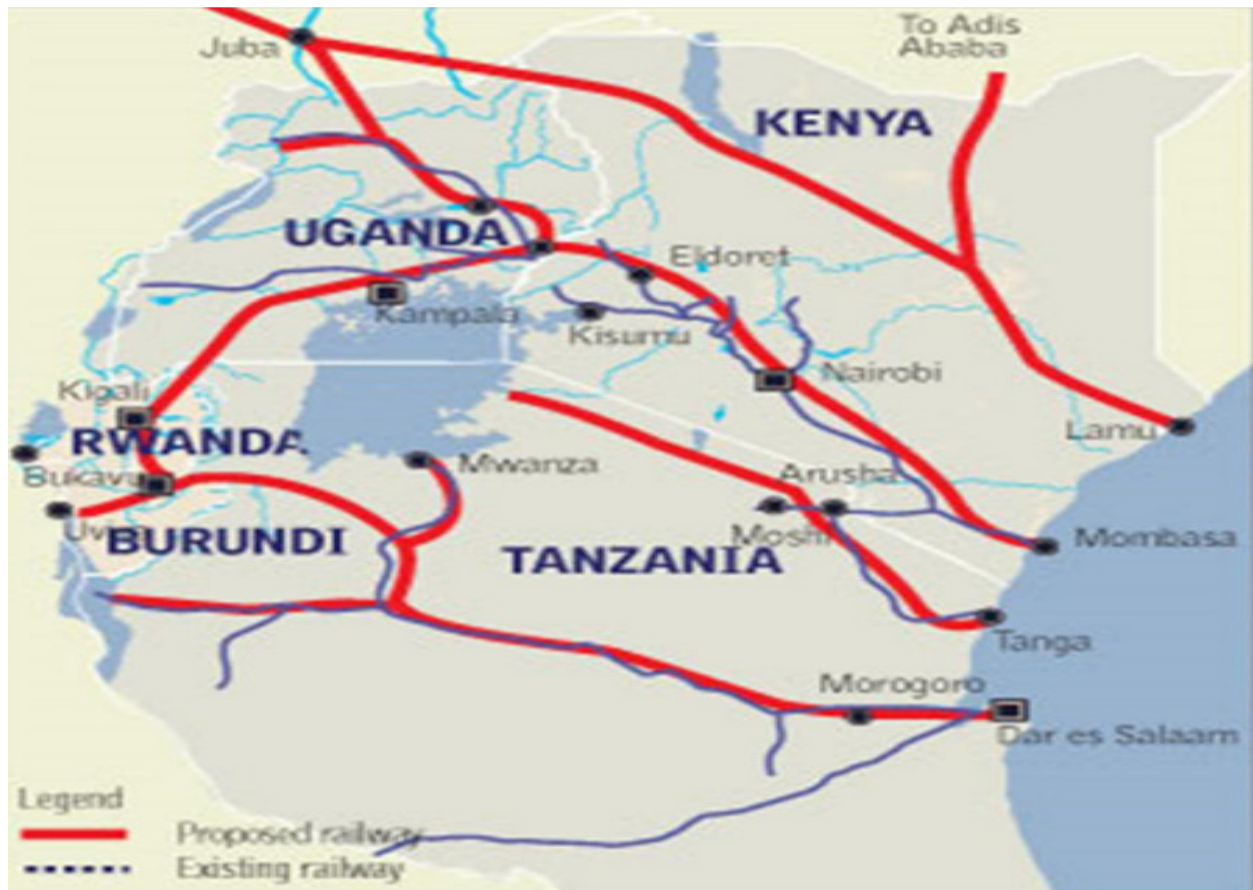 Juba
To Adis
Ababa
KENYA
UGANDA
Eldoret
Kampala
Kisumu
Nairobi
Kigali
RWANDA
Lamu
Bukavu
Mwanza
Arusha
Uvira
BURUNDI
Moshi
Mombasa
TANZANIA
Tanga
Morogoro
Dar es Salaam
Legend
Proposed railway
Existing railway